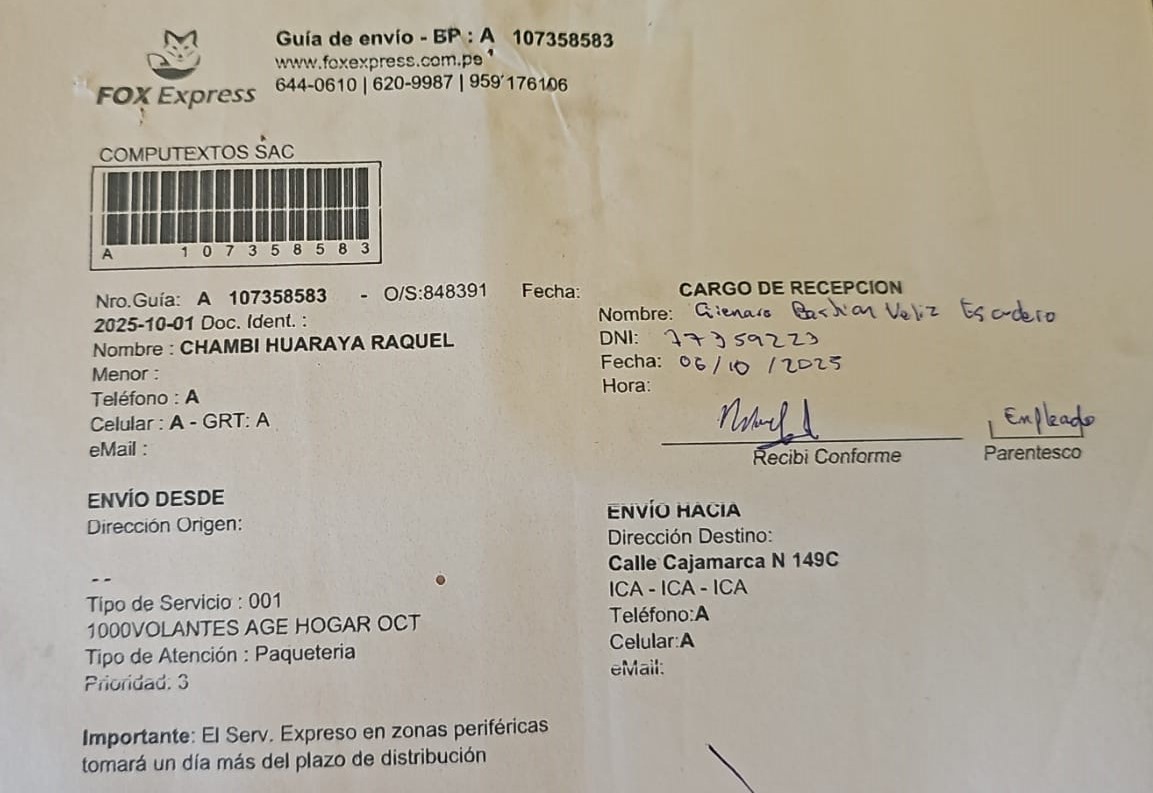 FOX Express
Guía de envío - BP : A 107358583
www.foxexpress.com.pe
644-0610 | 620-9987 | 959 176106
COMPUTEXTOS SAC
A 107358583
Nro.Guía: A 107358583 - O/S:848391 Fecha:
2025-10-01 Doc. Ident. :
Nombre : CHAMBI HUARAYA RAQUEL
Menor :
Teléfono : A
Celular : A - GRT: A
eMail :
CARGO DE RECEPCION
Nombre: Gienaro Bastian Veliz Escudero
DNI: 77359223
Fecha: 06/10/2025
Hora:
Empleado
Recibi Conforme Parentesco
ENVÍO DESDE
Dirección Origen:
--
Tipo de Servicio : 001
1000VOLANTES AGE HOGAR OCT
Tipo de Atención : Paqueteria
Prioridad: 3
ENVÍO HACIA
Dirección Destino:
Calle Cajamarca N 149C
ICA - ICA - ICA
Teléfono:A
Celular:A
eMail:
Importante: El Serv. Expreso en zonas periféricas
tomará un día más del plazo de distribución